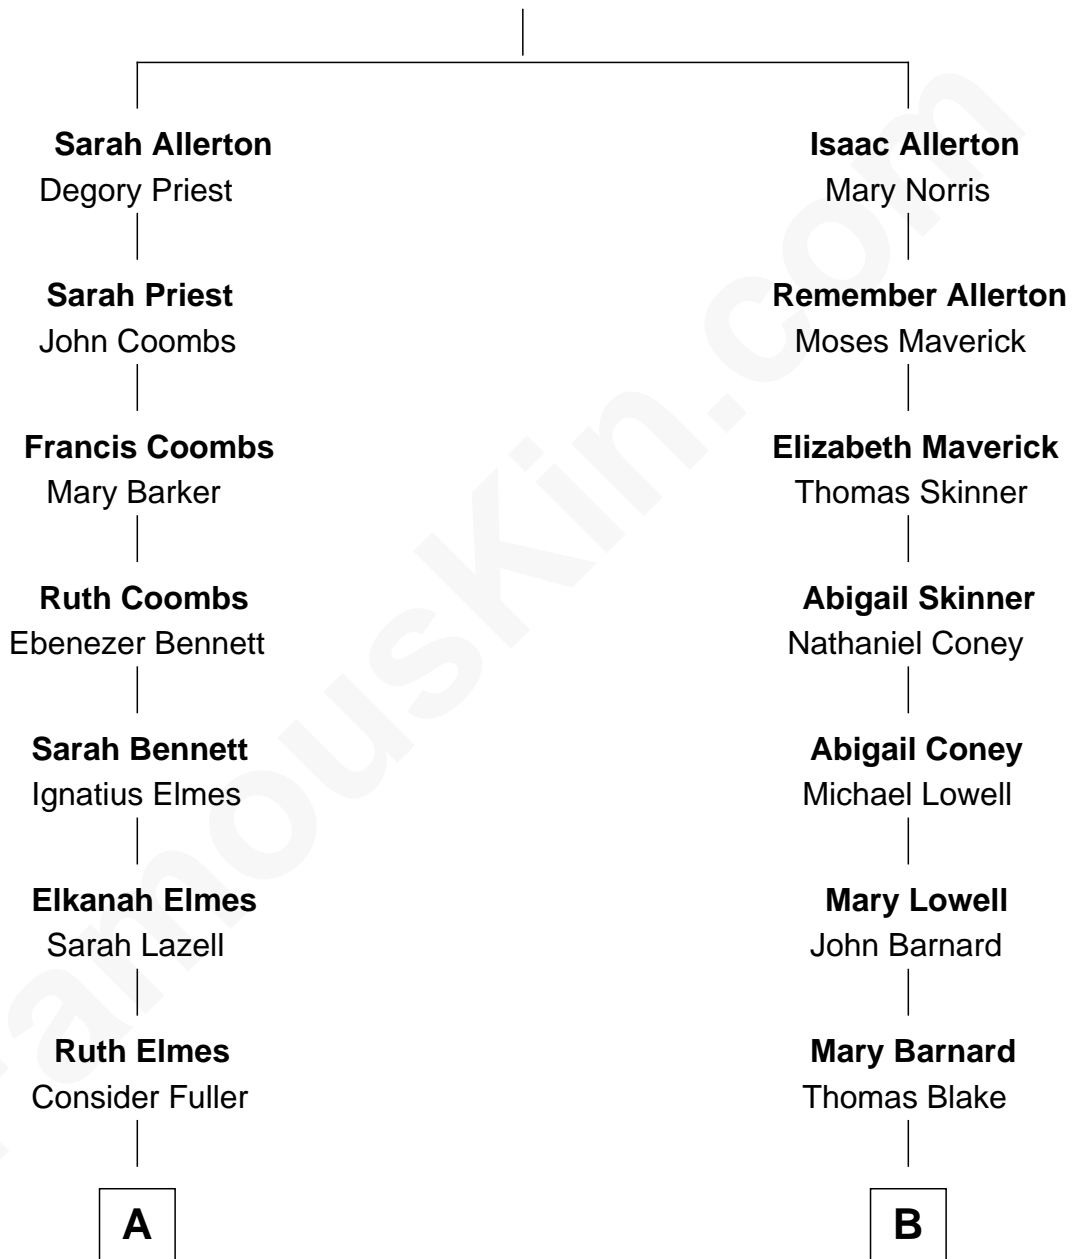 Sarah Allerton
Degory Priest
Sarah Priest
John Coombs
Francis Coombs
Mary Barker
Ruth Coombs
Ebenezer Bennett
Sarah Bennett
Ignatius Elmes
Elkanah Elmes
Sarah Lazell
Ruth Elmes
Consider Fuller
A
Isaac Allerton
Mary Norris
Remember Allerton
Moses Maverick
Elizabeth Maverick
Thomas Skinner
Abigail Skinner
Nathaniel Coney
Abigail Coney
Michael Lowell
Mary Lowell
John Barnard
Mary Barnard
Thomas Blake
B
FamousKin.com